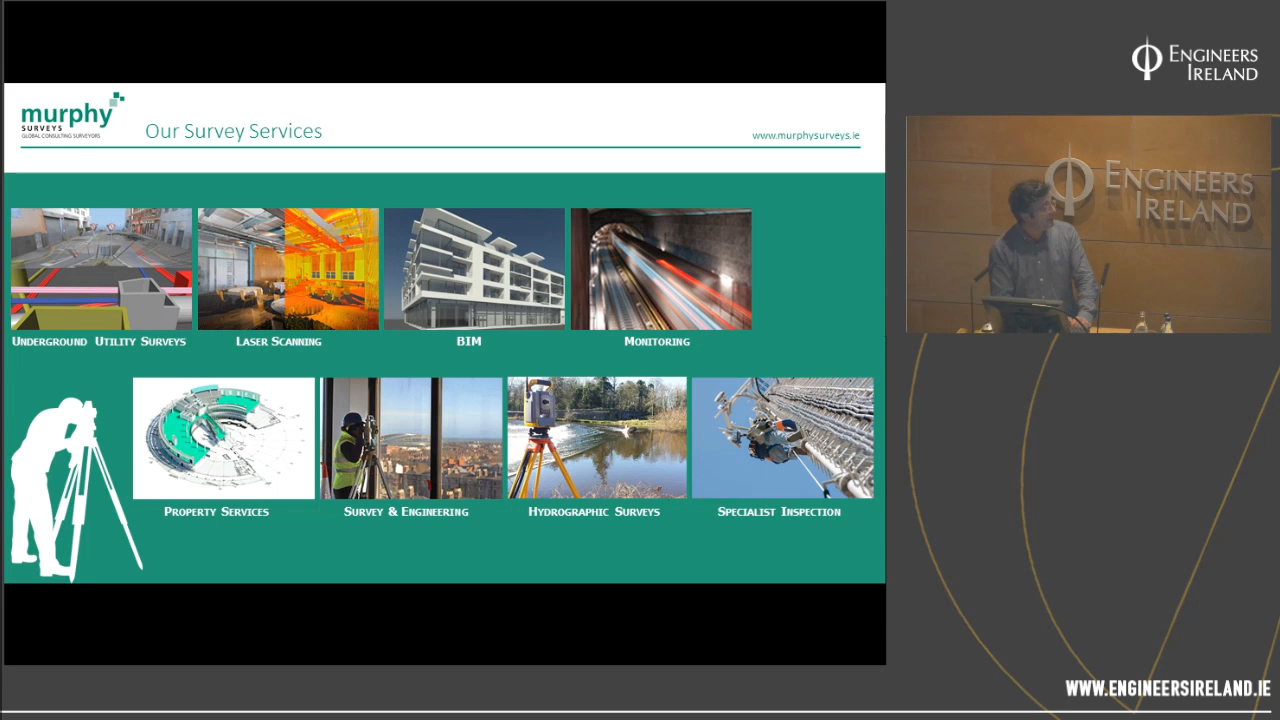 murphy
SURVEYS
GLOBAL CONSULTING SURVEYORS
Our Survey Services
www.murphysurveys.ie
UNDERGROUND UTILITY SURVEYS
LASER SCANNING
BIM
MONITORING
PROPERTY SERVICES
SURVEY & ENGINEERING
HYDROGRAPHIC SURVEYS
SPECIALIST INSPECTION
ENGINEERS
IRELAND
ENGINEERS
IRELAND
WWW.ENGINEERSIRELAND.IE